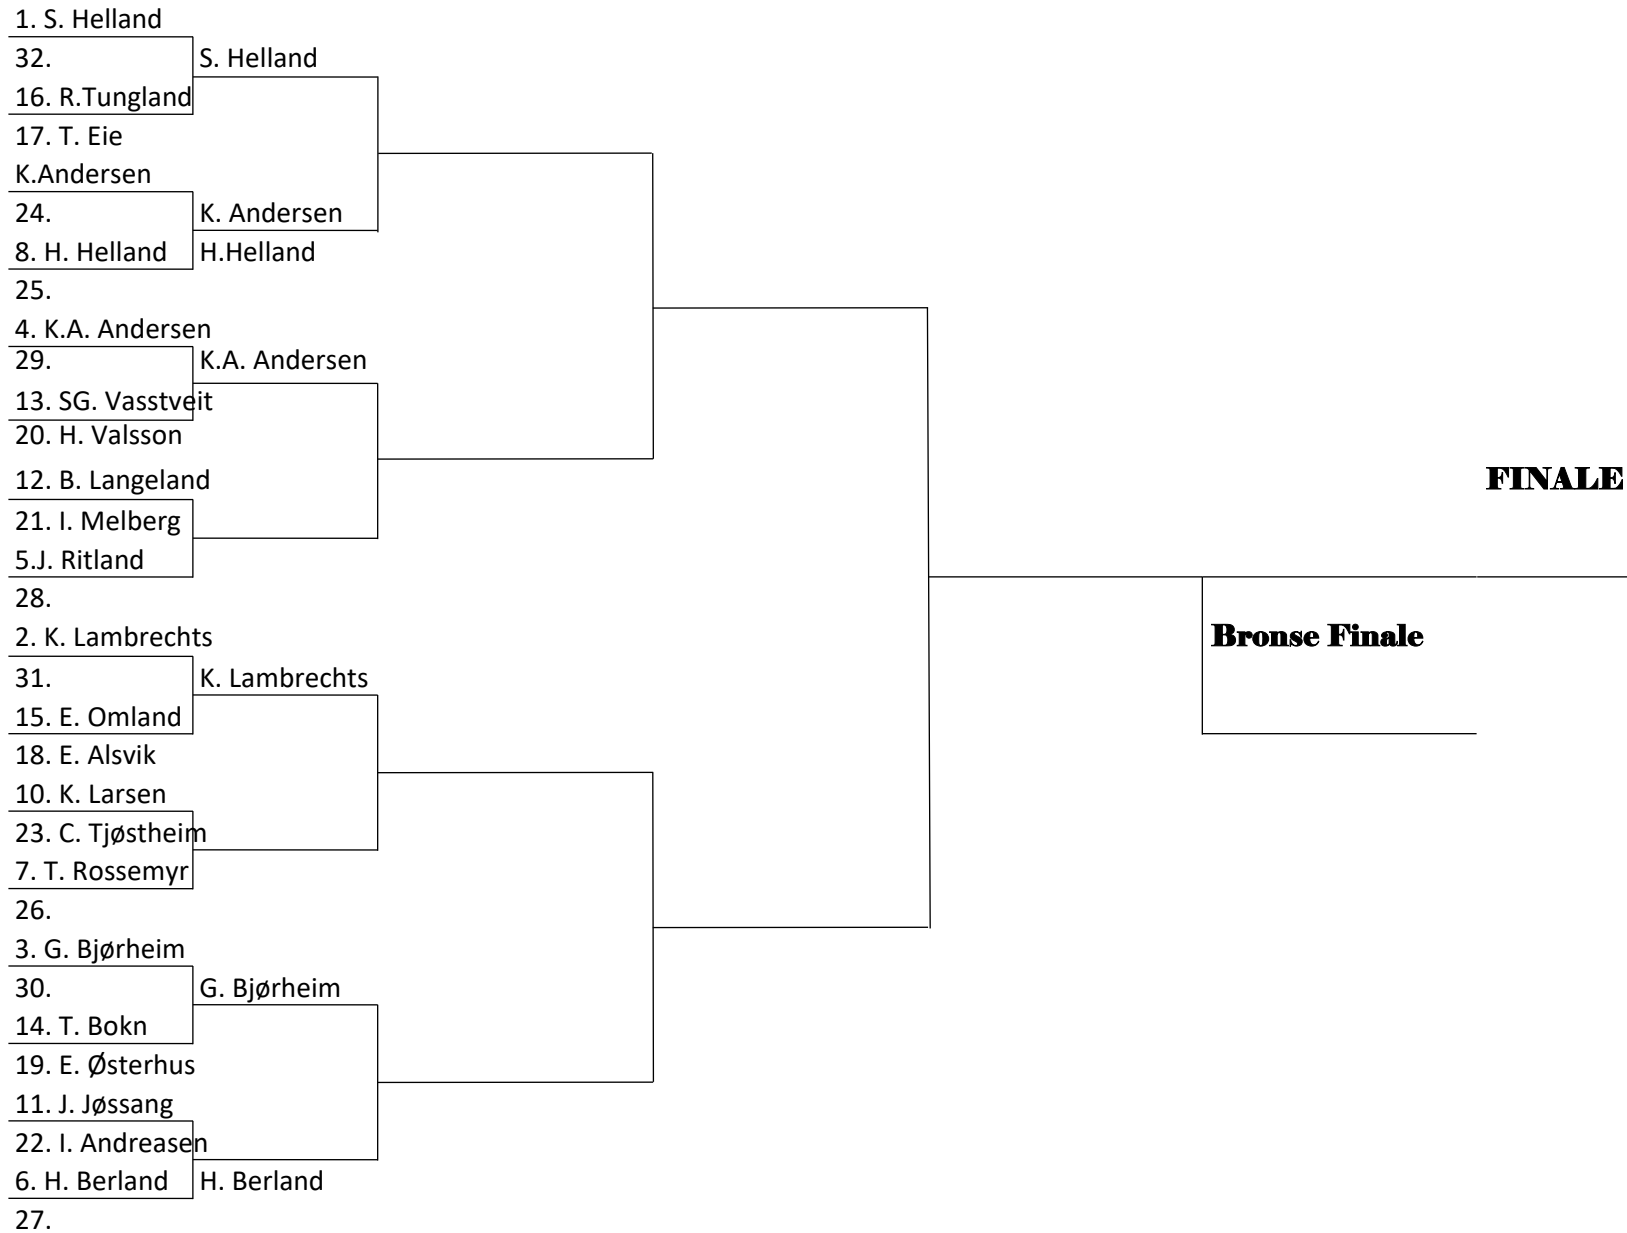 1. S. Helland
32.
S. Helland
16. R.Tungland
17. T. Eie
K.Andersen
24.
K. Andersen
8. H. Helland
H.Helland
25.
4. K.A. Andersen
29.
K.A. Andersen
13. SG. Vasstveit
20. H. Valsson
12. B. Langeland
FINALE
21. I. Melberg
5.J. Ritland
28.
2. K. Lambrechts
Bronse Finale
31.
K. Lambrechts
15. E. Omland
18. E. Alsvik
10. K. Larsen
23. C. Tjøstheim
7. T. Rossemyr
26.
3. G. Bjørheim
30.
G. Bjørheim
14. T. Bokn
19. E. Østerhus
11. J. Jøssang
22. I. Andreasen
6. H. Berland
H. Berland
27.